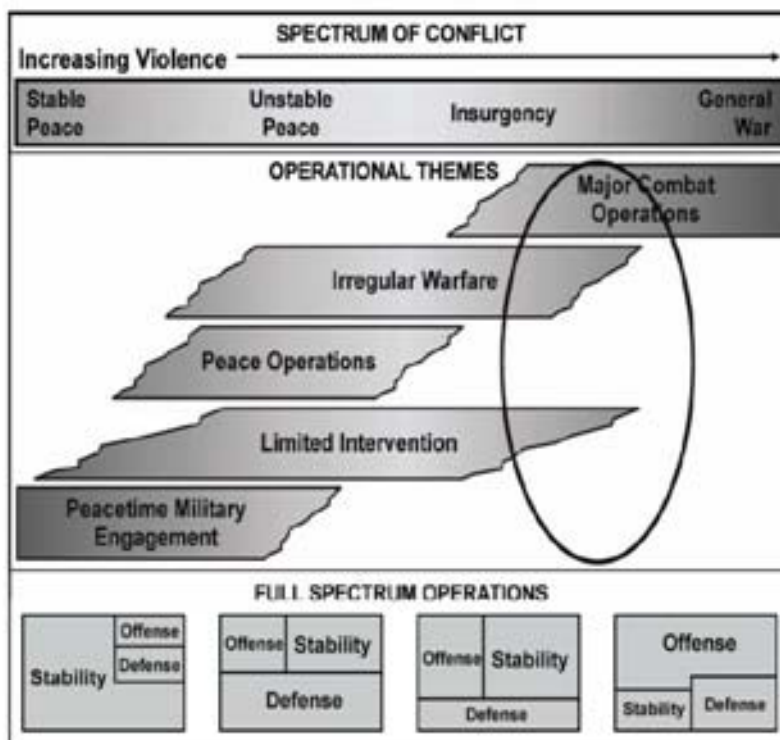 SPECTRUM OF CONFLICT
Increasing Violence
Stable
Peace
Unstable
Peace
Insurgency
General
War
OPERATIONAL THEMES
Major Combat
Operations
Irregular Warfare
Peace Operations
Limited Intervention
Peacetime Military
Engagement
FULL SPECTRUM OPERATIONS
Stability
Offense
Defense
Offense
Stability
Defense
Offense
Stability
Defense
Offense
Stability
Defense